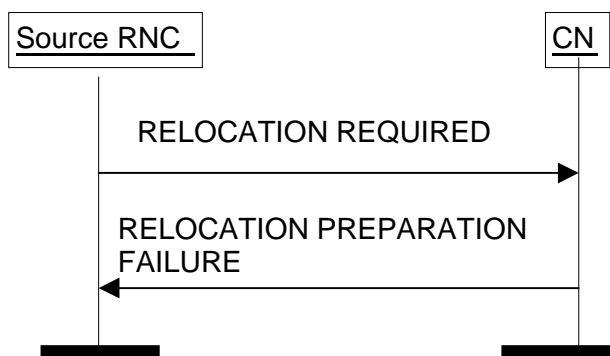 Source RNC
CN
RELOCATION REQUIRED
RELOCATION PREPARATION
FAILURE